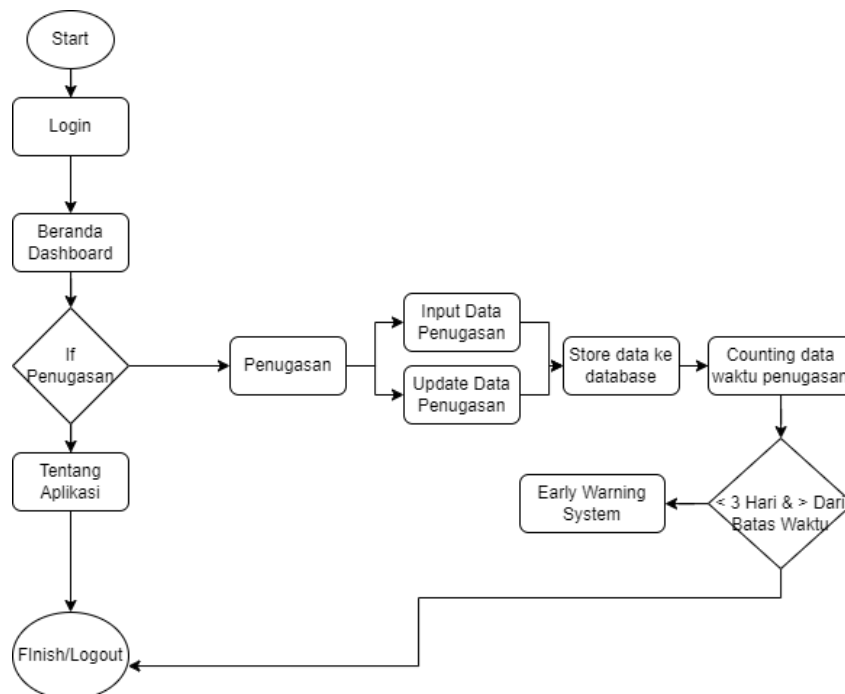 Start
Login
Beranda
Dashboard
If
Penugasan
Penugasan
Input Data
Penugasan
Update Data
Penugasan
Store data ke
database
Counting data
waktu penugasan
Tentang
Aplikasi
Early Warning
System
< 3 Hari & > Dari
Batas Waktu
FInish/Logout